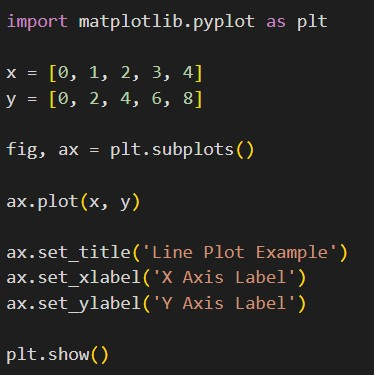 import matplotlib.pyplot as plt
x = [0, 1, 2, 3, 4]
y = [0, 2, 4, 6, 8]
fig, ax = plt.subplots()
ax.plot(x, y)
ax.set_title('Line Plot Example')
ax.set_xlabel('X Axis Label')
ax.set_ylabel('Y Axis Label')
plt.show()